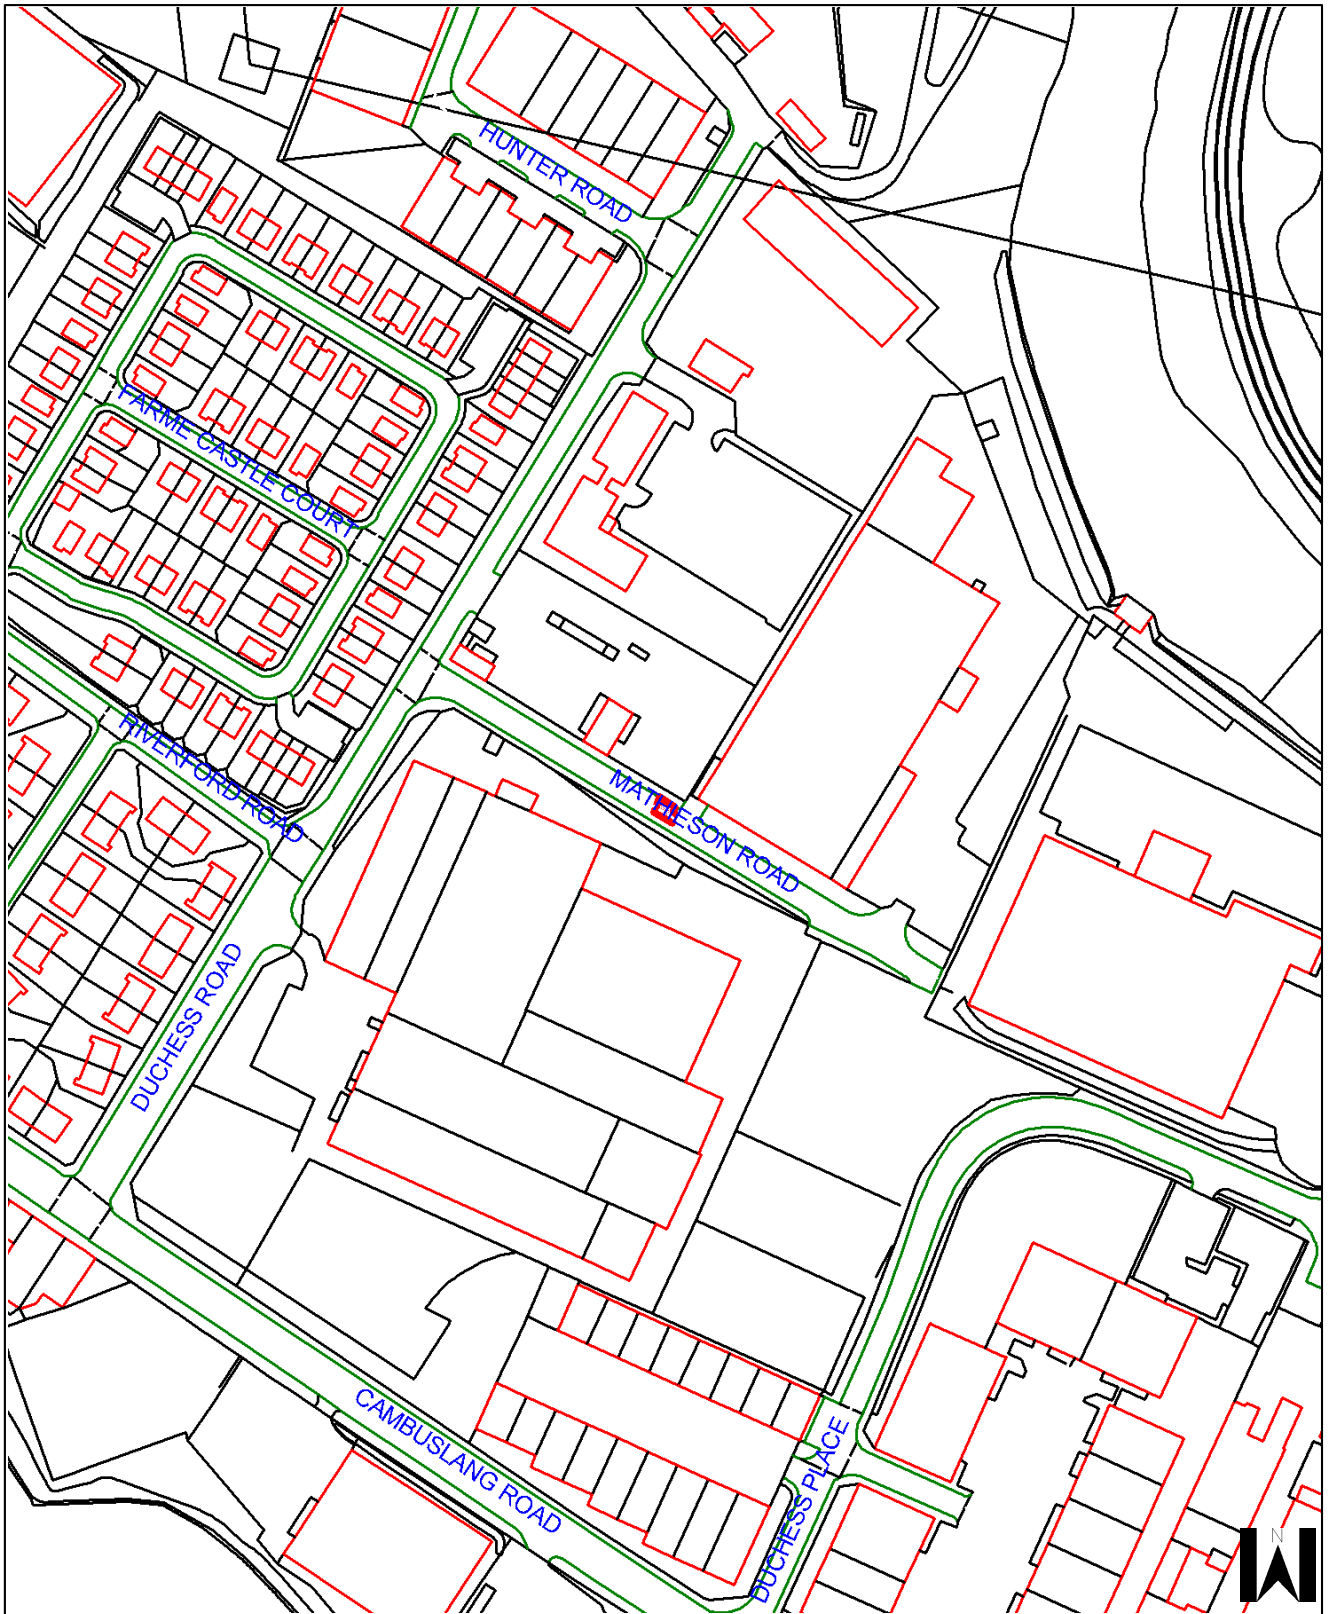 HUNTER ROAD
FARME CASTLE COURT
RIVERFORD ROAD
MATHIESON ROAD
DUCHESS ROAD
CAMBUSLANG ROAD
DUCHESS PLACE
N